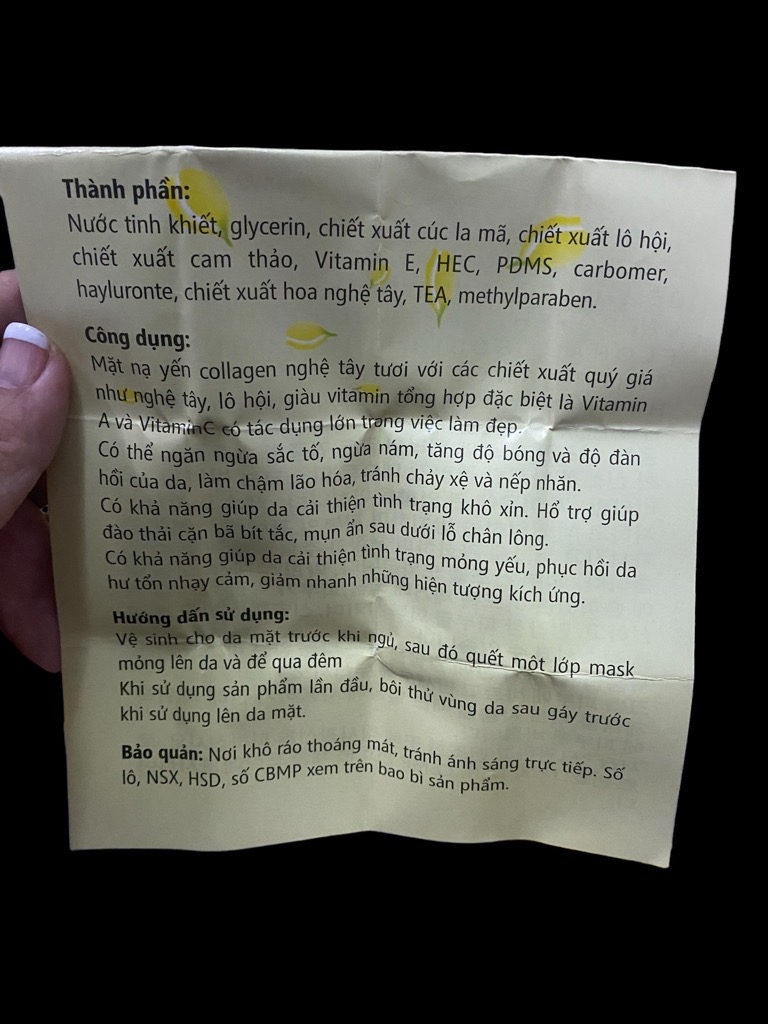 Thành phần:
Nước tinh khiết, glycerin, chiết xuất cúc la mã, chiết xuất lô hội,
chiết xuất cam thảo, Vitamin E, HEC, PDMS, carbomer,
hayluronte, chiết xuất hoa nghệ tây, TEA, methylparaben.
Công dụng:
Mặt nạ yến collagen nghệ tây tươi với các chiết xuất quý giá
như nghệ tây, lô hội, giàu vitamin tổng hợp đặc biệt là Vitamin
A và VitaminC có tác dụng lớn trong việc làm đẹp.
Có thể ngăn ngừa sắc tố, ngừa nám, tăng độ bóng và độ đàn
hồi của da, làm chậm lão hóa, tránh chảy xệ và nếp nhăn.
Có khả năng giúp da cải thiện tình trạng khô xỉn. Hổ trợ giúp
đào thải cặn bã bít tắc, mụn ẩn sau dưới lỗ chân lông.
Có khả năng giúp da cải thiện tình trạng mỏng yếu, phục hồi da
hư tổn nhạy cảm, giảm nhanh những hiện tượng kích ứng.
Hướng dấn sử dụng:
Vệ sinh cho da mặt trước khi ngủ, sau đó quết một lớp mask
mỏng lên da và để qua đêm
Khi sử dụng sản phẩm lần đầu, bôi thử vùng da sau gáy trước
khi sử dụng lên da mặt.
Bảo quản: Nơi khô ráo thoáng mát, tránh ánh sáng trực tiếp. Số
lô, NSX, HSD, số CBMP xem trên bao bì sản phẩm.